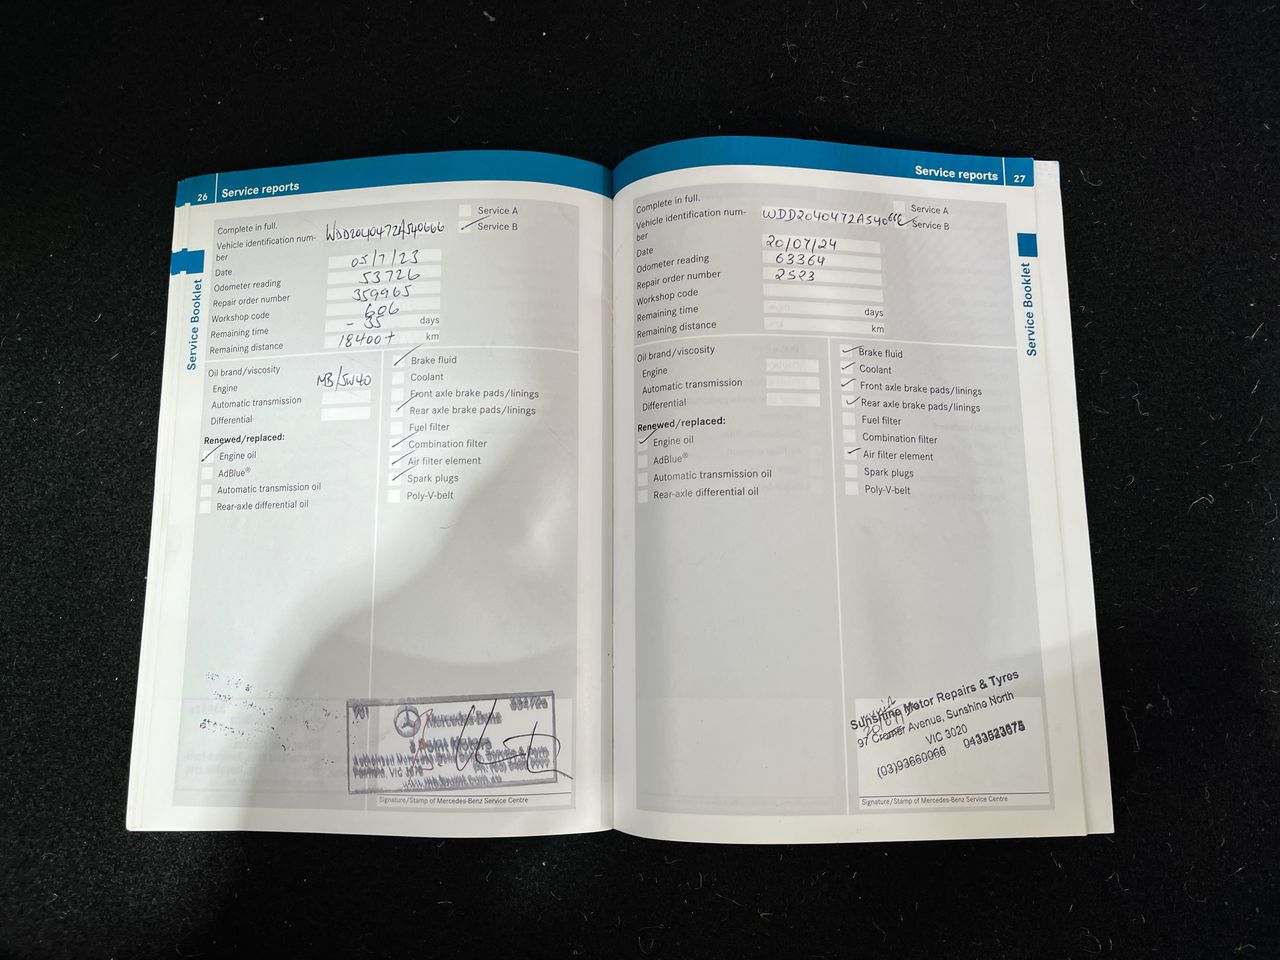 26 Service reports
Complete in full.
Vehicle identification num-
ber
WDD2040472A540666
Service A
Service B
Date
05/7/23
Odometer reading
53726
Repair order number
359965
Workshop code
606
Remaining time
- 35 days
Remaining distance
18400+ km
Oil brand/viscosity
Engine
MB/5W40
Automatic transmission
Differential
Renewed/replaced:
Engine oil
AdBlue®
Automatic transmission oil
Rear-axle differential oil
Brake fluid
Coolant
Front axle brake pads/linings
Rear axle brake pads/linings
Fuel filter
Combination filter
Air filter element
Spark plugs
Poly-V-belt
Mercedes-Benz
3 Point Motors
Signature/Stamp of Mercedes-Benz Service Centre
Service Booklet
Service reports 27
Complete in full.
Vehicle identification num-
ber
WDD2040472A540666
Service A
Service B
Date
20/07/24
Odometer reading
63364
Repair order number
2523
Workshop code
Remaining time
days
Remaining distance
km
Oil brand/viscosity
Engine
Automatic transmission
Differential
Renewed/replaced:
Engine oil
AdBlue®
Automatic transmission oil
Rear-axle differential oil
Brake fluid
Coolant
Front axle brake pads/linings
Rear axle brake pads/linings
Fuel filter
Combination filter
Air filter element
Spark plugs
Poly-V-belt
Sunshine Motor Repairs & Tyres
97 Cromer Avenue, Sunshine North
VIC 3020
(03)93660066 0433523675
Signature/Stamp of Mercedes-Benz Service Centre
Service Booklet